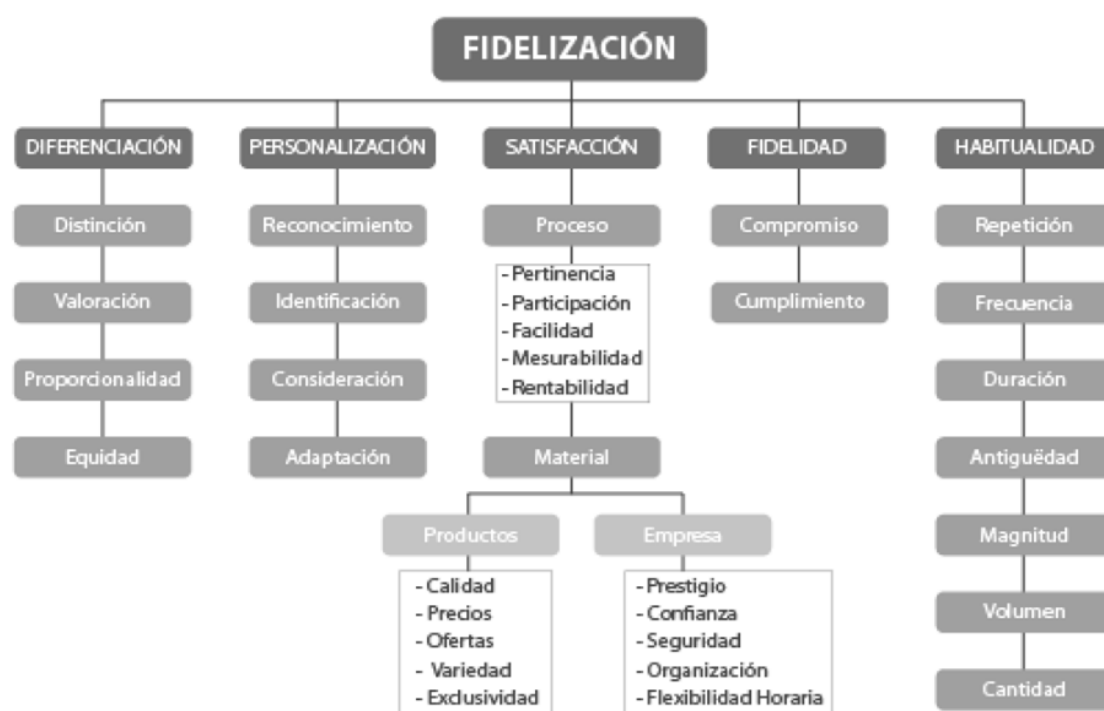 FIDELIZACIÓN
DIFERENCIACIÓN
Distinción
Valoración
Proporcionalidad
Equidad
PERSONALIZACIÓN
Reconocimiento
Identificación
Consideración
Adaptación
SATISFACCIÓN
Proceso
- Pertinencia
- Participación
- Facilidad
- Mesurabilidad
- Rentabilidad
Material
Productos
- Calidad
- Precios
- Ofertas
- Variedad
- Exclusividad
Empresa
- Prestigio
- Confianza
- Seguridad
- Organización
- Flexibilidad Horaria
FIDELIDAD
Compromiso
Cumplimiento
HABITUALIDAD
Repetición
Frecuencia
Duración
Antiguëdad
Magnitud
Volumen
Cantidad